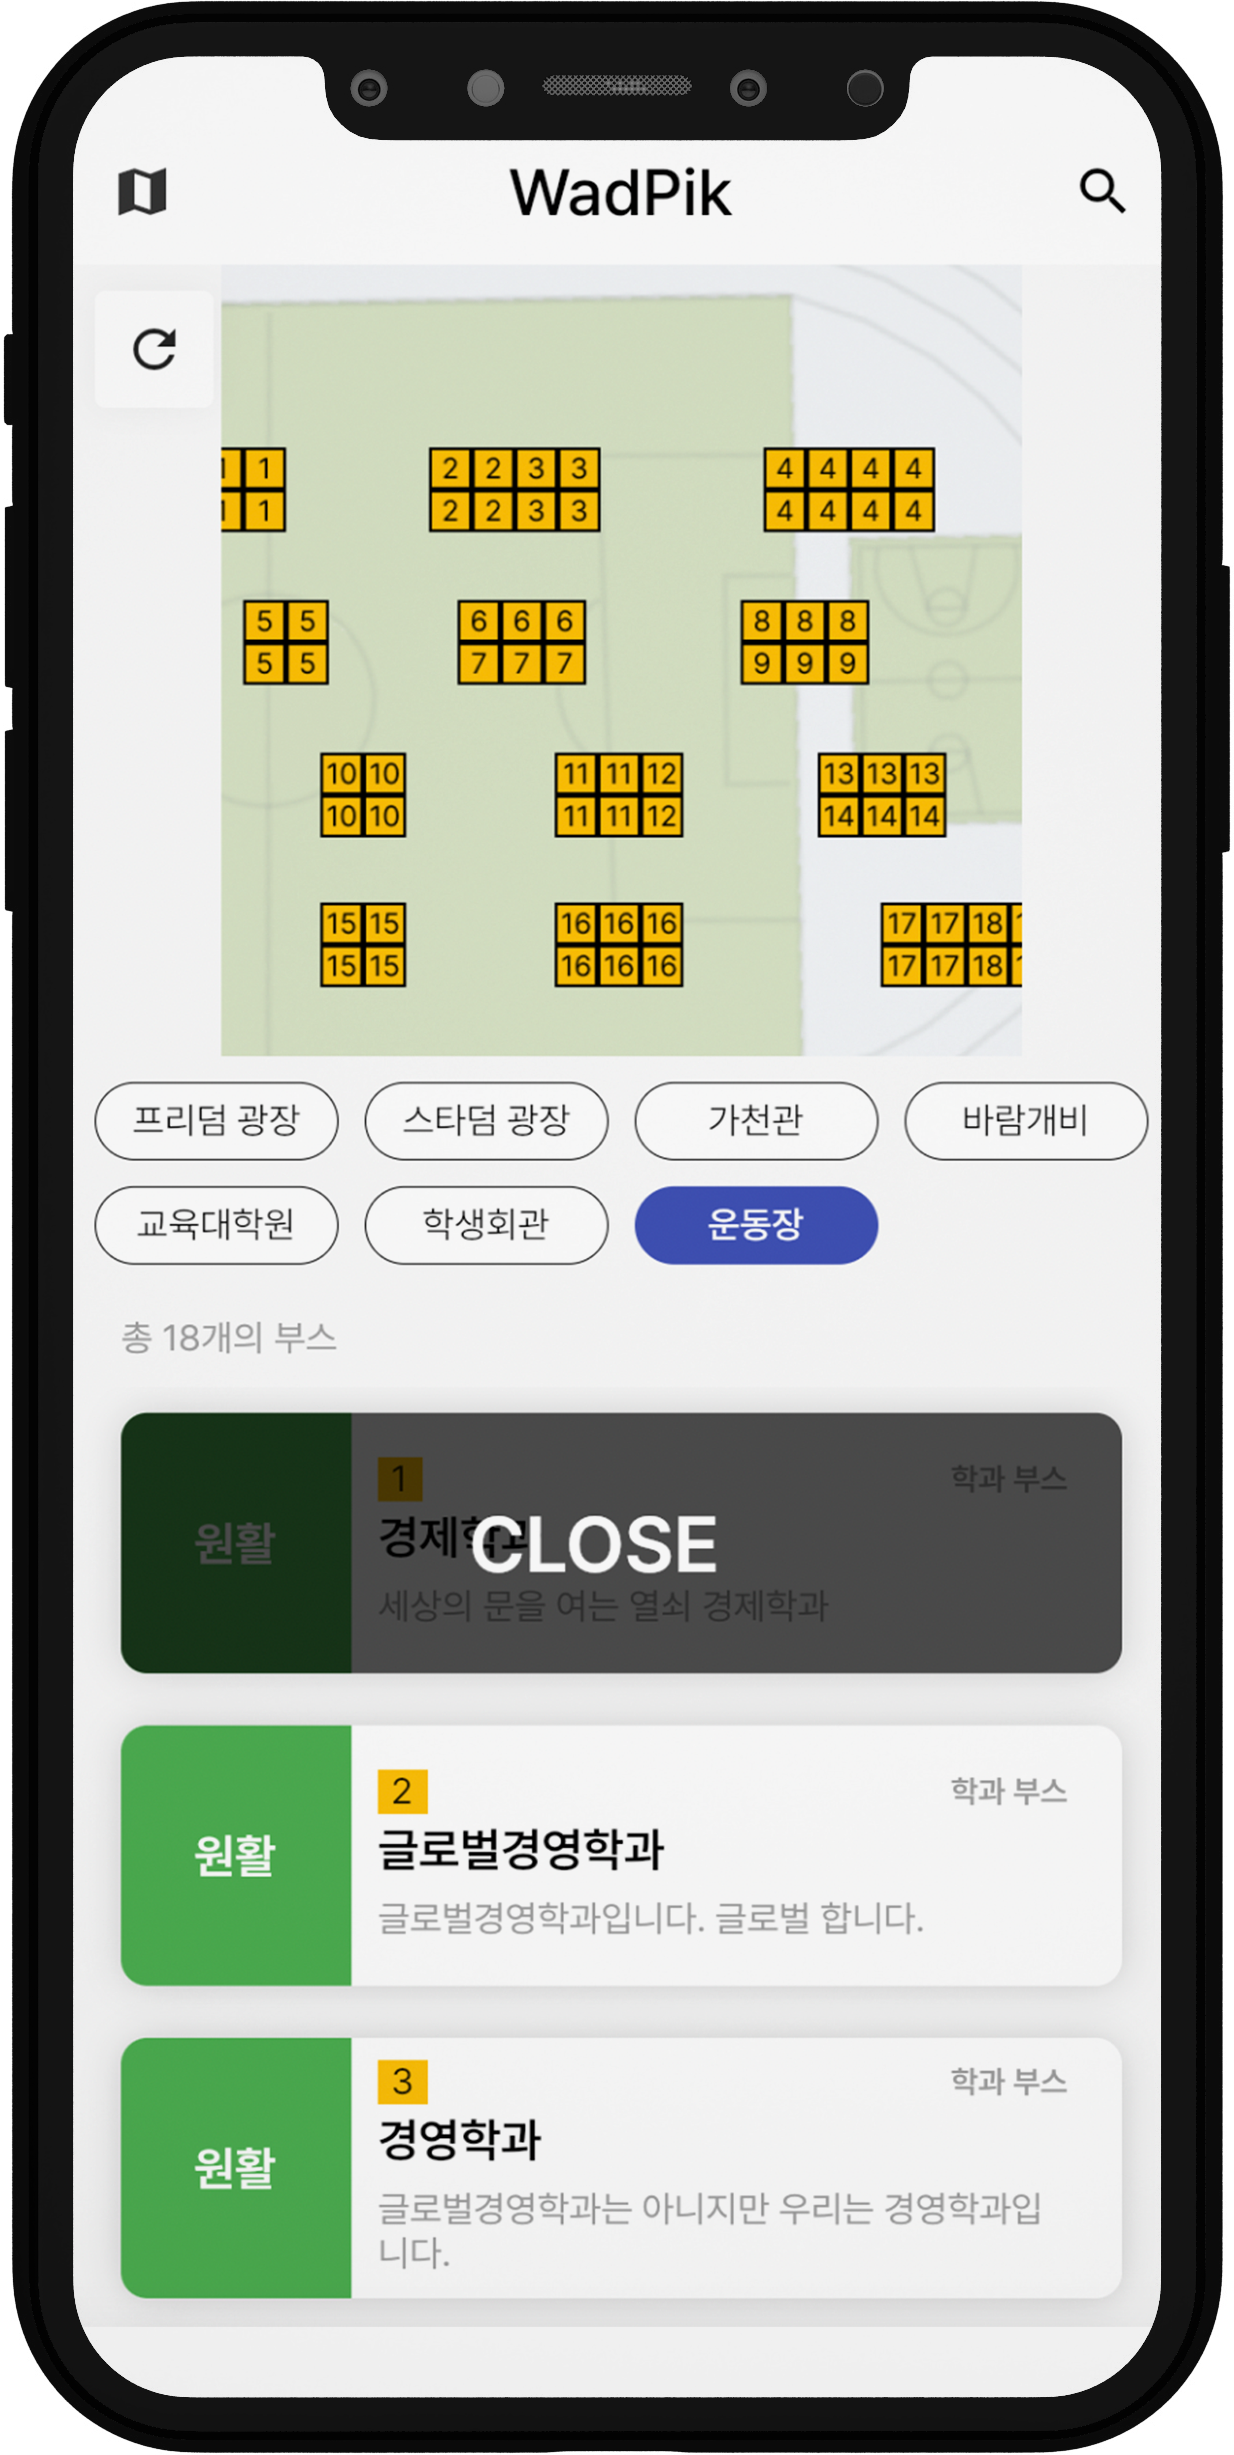 WadPik
1 1 2 2 3 3 4 4 4 4
1 1 2 2 3 3 4 4 4 4
5 5 6 6 6 8 8 8
5 5 7 7 7 9 9 9
10 10 11 11 12 13 13 13
10 10 11 11 12 14 14 14
15 15 16 16 16 17 17 18
15 15 16 16 16 17 17 18
프리덤 광장 스타덤 광장 가천관 바람개비
교육대학원 학생회관 운동장
총 18개의 부스
1 학과 부스
원활
경제학과
CLOSE
세상의 문을 여는 열쇠 경제학과
2 학과 부스
원활
글로벌경영학과
글로벌경영학과입니다. 글로벌 합니다.
3 학과 부스
경영학과
원활
글로벌경영학과는 아니지만 우리는 경영학과입
니다.